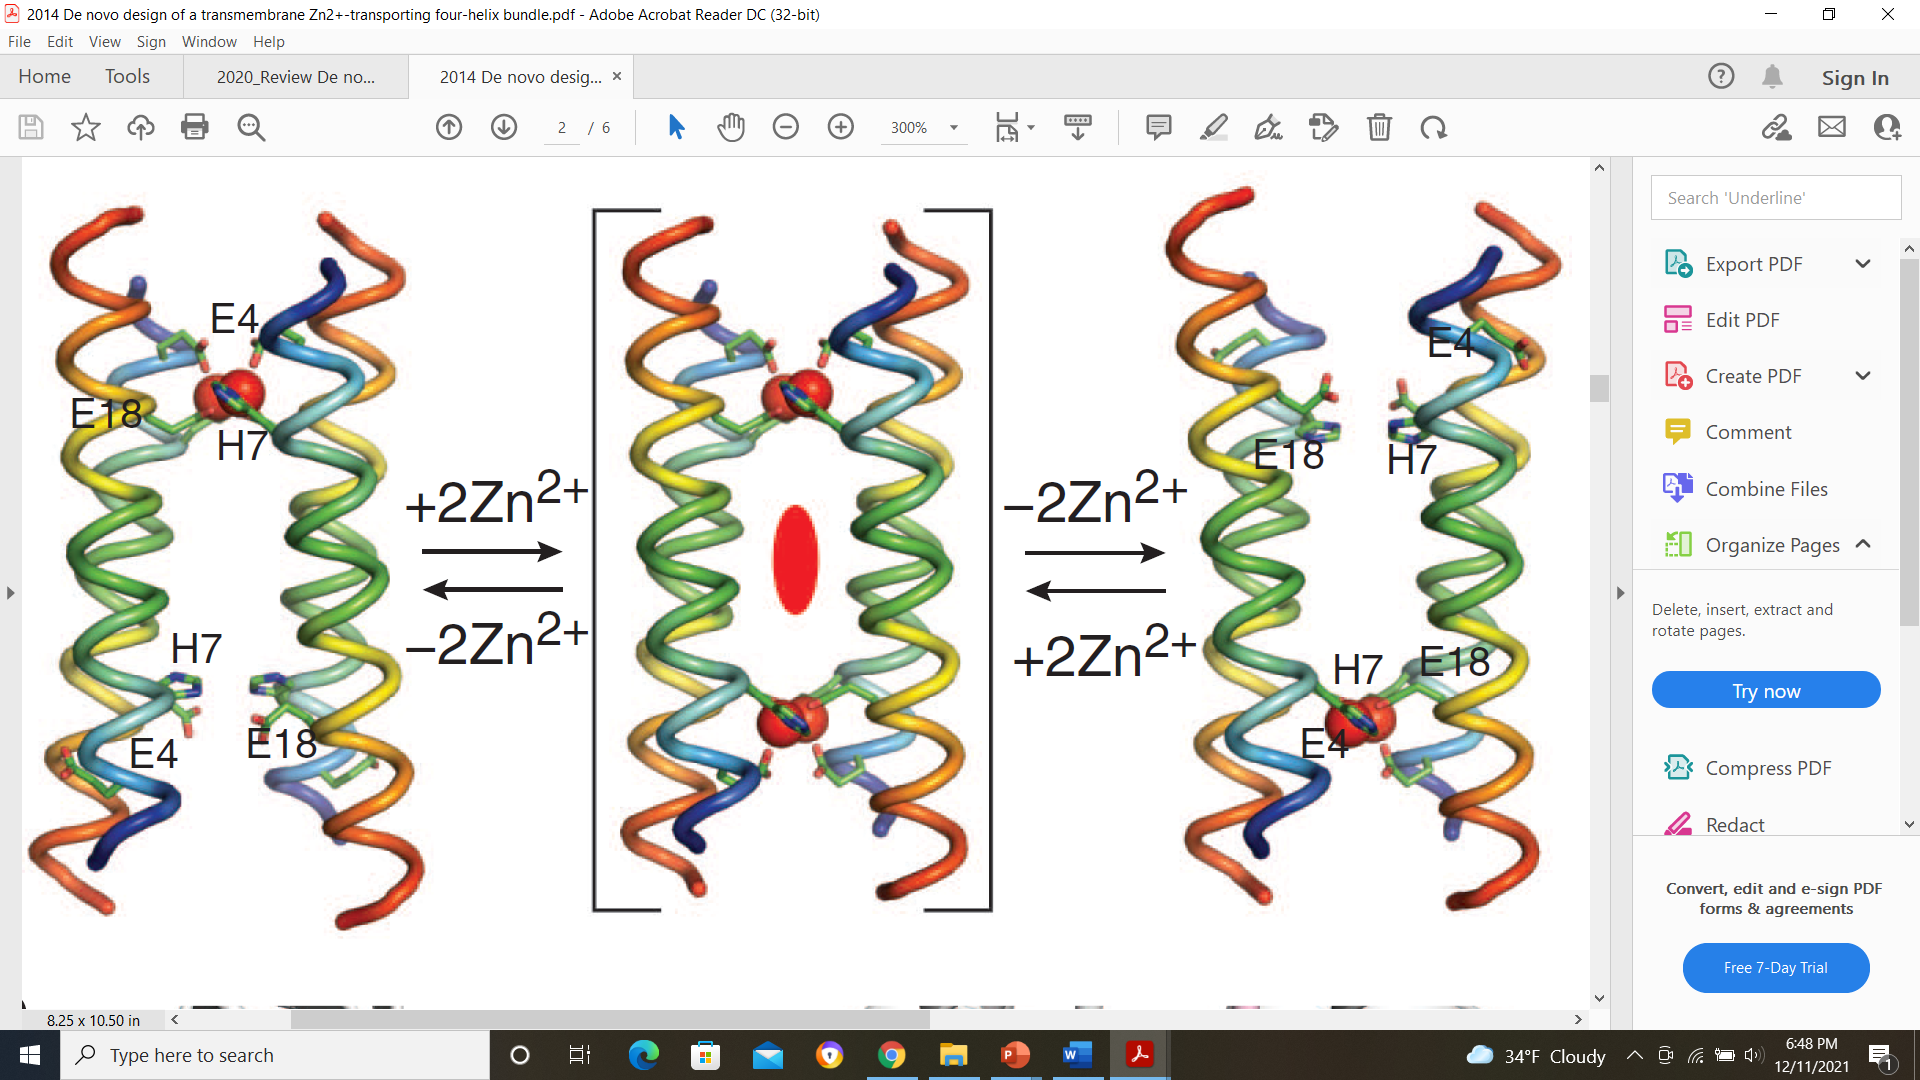 2014 De novo design of a transmembrane Zn2+-transporting four-helix bundle.pdf - Adobe Acrobat Reader DC (32-bit)
File Edit View Sign Window Help
Home Tools 2020_Review De no... 2014 De novo desig... ×
Sign In
2 / 6
300%
E4
E18
H7
H7
E4
E18
+2Zn2+
−2Zn2+
−2Zn2+
+2Zn2+
E4
E18
H7
H7
E18
E4
Search 'Underline'
Export PDF
Edit PDF
Create PDF
Comment
Combine Files
Organize Pages
Delete, insert, extract and
rotate pages.
Try now
Compress PDF
Redact
Convert, edit and e-sign PDF
forms & agreements
Free 7-Day Trial
8.25 x 10.50 in
Type here to search
34°F Cloudy
6:48 PM
12/11/2021
1